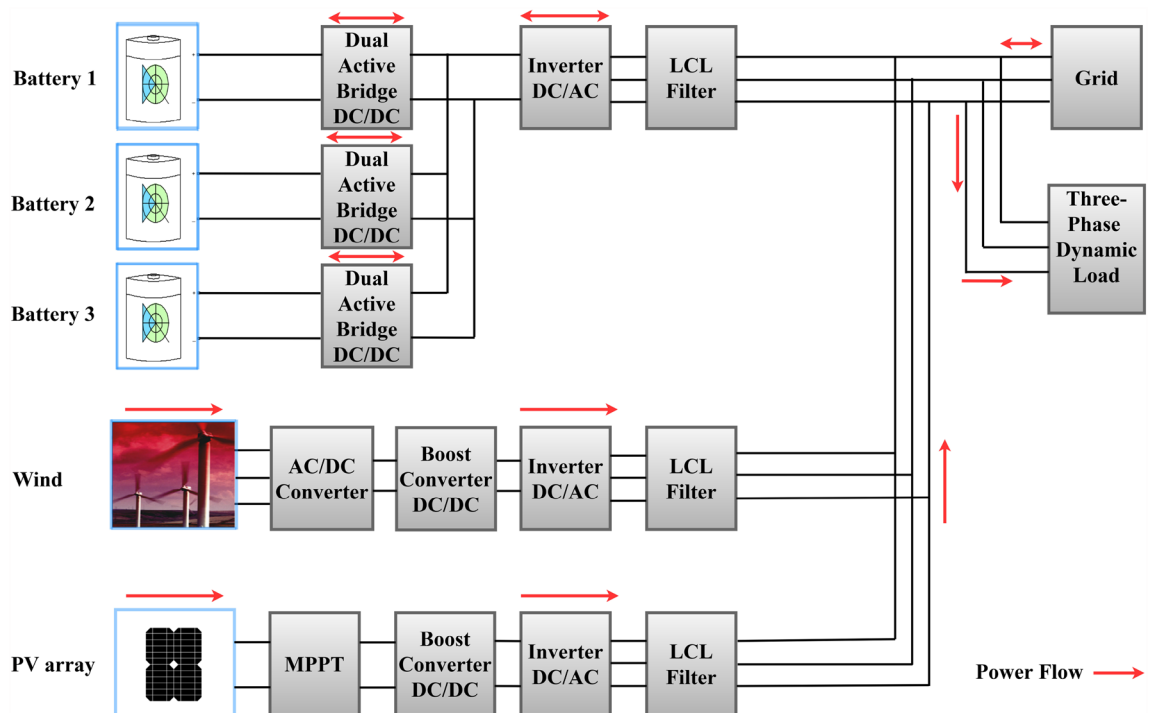 Battery 1
Dual
Active
Bridge
DC/DC
Inverter
DC/AC
LCL
Filter
Grid
Battery 2
Dual
Active
Bridge
DC/DC
Three-
Phase
Dynamic
Load
Battery 3
Dual
Active
Bridge
DC/DC
Wind
AC/DC
Converter
Boost
Converter
DC/DC
Inverter
DC/AC
LCL
Filter
PV array
MPPT
Boost
Converter
DC/DC
Inverter
DC/AC
LCL
Filter
Power Flow